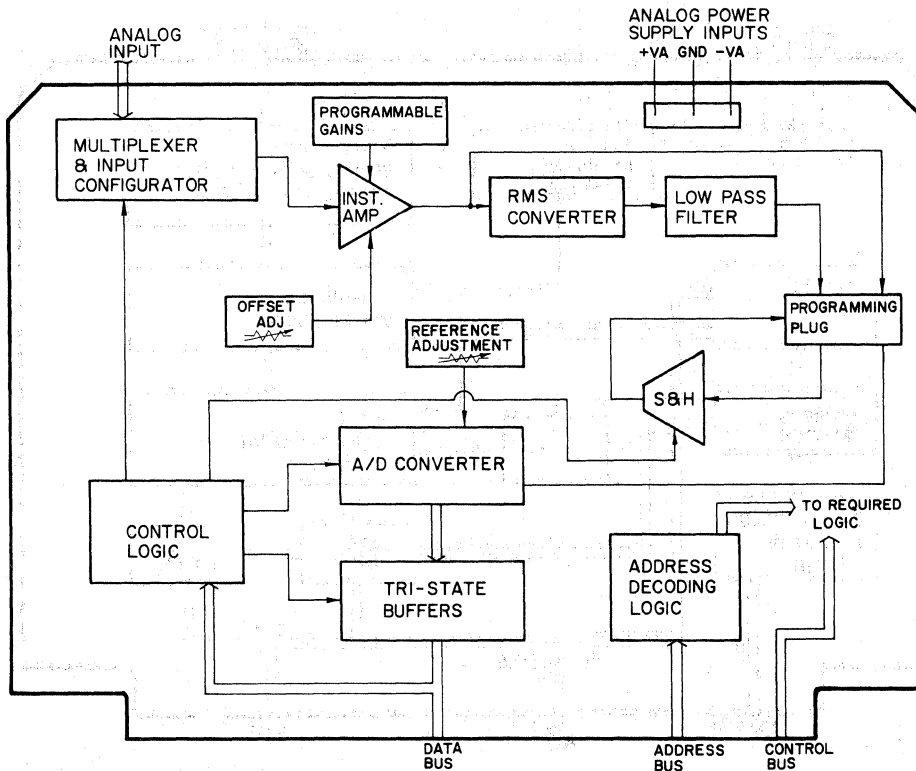 ANALOG
INPUT
ANALOG POWER
SUPPLY INPUTS
+VA GND -VA
MULTIPLEXER
& INPUT
CONFIGURATOR
PROGRAMMABLE
GAINS
INST.
AMP
RMS
CONVERTER
LOW PASS
FILTER
OFFSET
ADJ
REFERENCE
ADJUSTMENT
PROGRAMMING
PLUG
S&H
A/D CONVERTER
CONTROL
LOGIC
TRI-STATE
BUFFERS
ADDRESS
DECODING
LOGIC
TO REQUIRED
LOGIC
DATA
BUS
ADDRESS
BUS
CONTROL
BUS